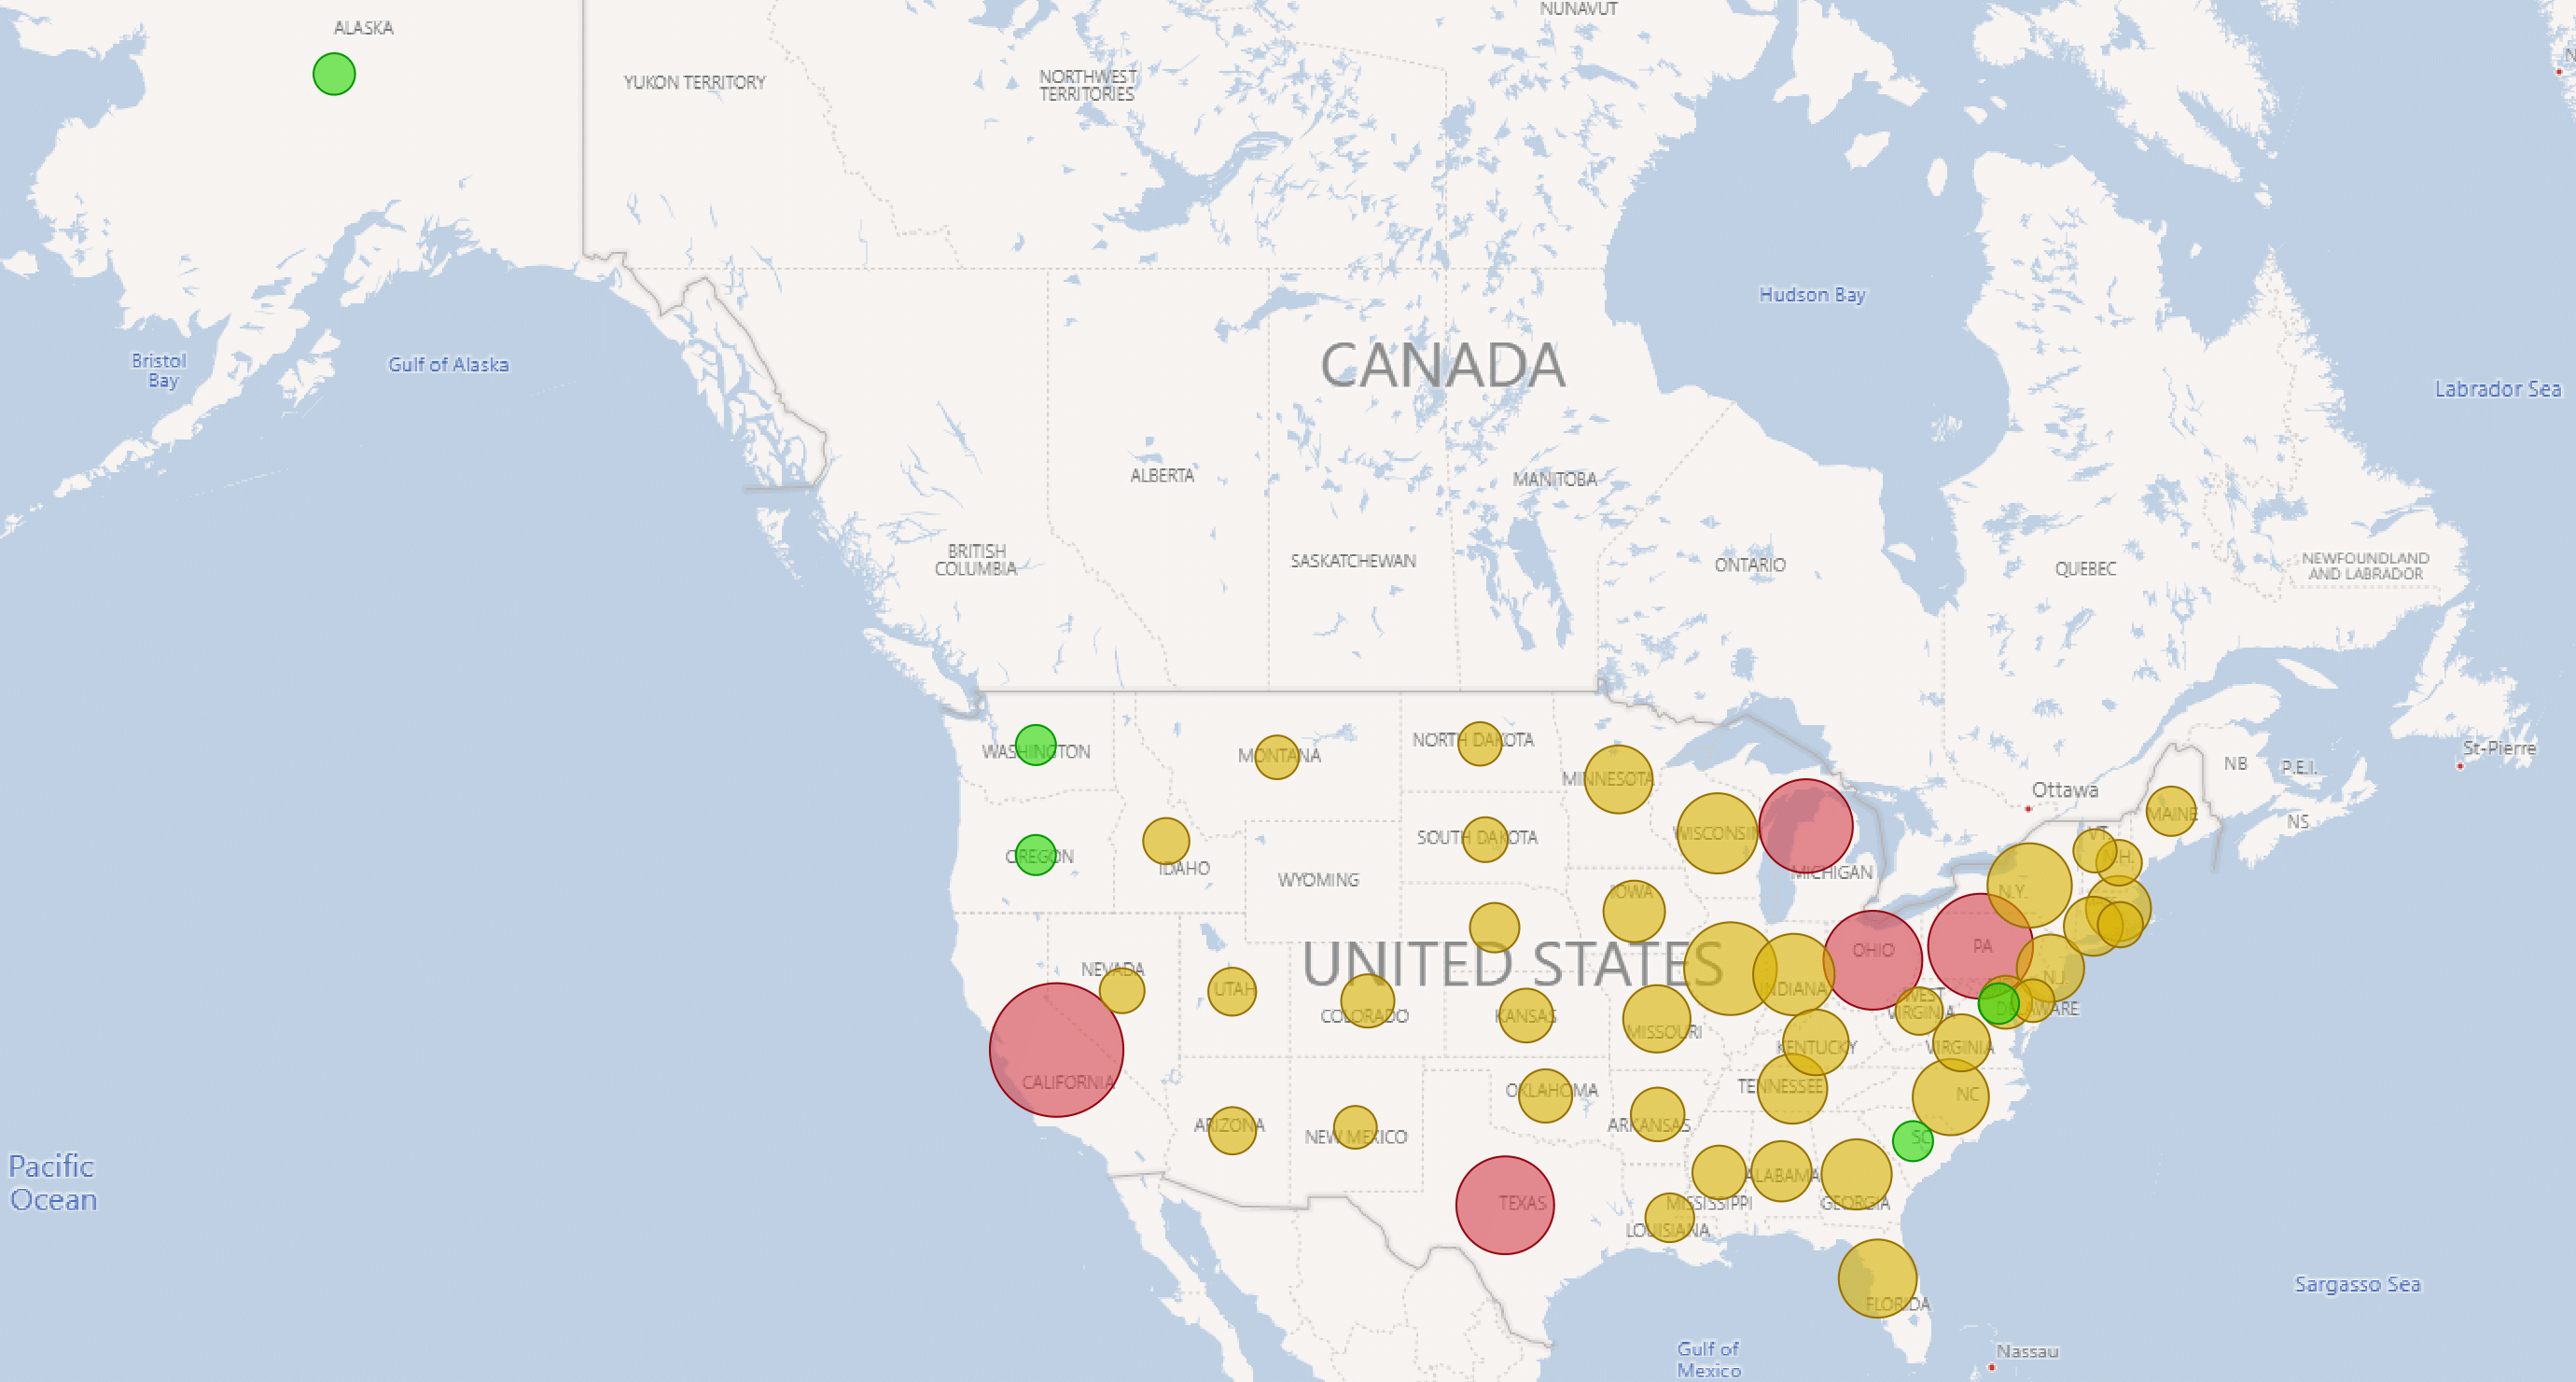 NUNAVUT
ALASKA
YUKON TERRITORY
NORTHWEST
TERRITORIES
Hudson Bay
Bristol
Bay
Gulf of Alaska
CANADA
Labrador Sea
ALBERTA
MANITOBA
BRITISH
COLUMBIA
SASKATCHEWAN
ONTARIO
QUEBEC
NEWFOUNDLAND
AND LABRADOR
WASHINGTON
MONTANA
NORTH DAKOTA
MINNESOTA
NB
P.E.I.
St-Pierre
Ottawa
MAINE
NS
OREGON
IDAHO
SOUTH DAKOTA
WISCONSIN
MICHIGAN
VT.
N.H.
WYOMING
IOWA
N.Y.
UNITED STATES
OHIO
PA
NEVADA
UTAH
COLORADO
KANSAS
MISSOURI
INDIANA
WEST
VIRGINIA
N.J.
DELAWARE
KENTUCKY
VIRGINIA
CALIFORNIA
OKLAHOMA
TENNESSEE
NC
ARIZONA
NEW MEXICO
ARKANSAS
SC
Pacific
Ocean
TEXAS
MISSISSIPPI
ALABAMA
GEORGIA
LOUISIANA
FLORIDA
Sargasso Sea
Gulf of
Mexico
Nassau